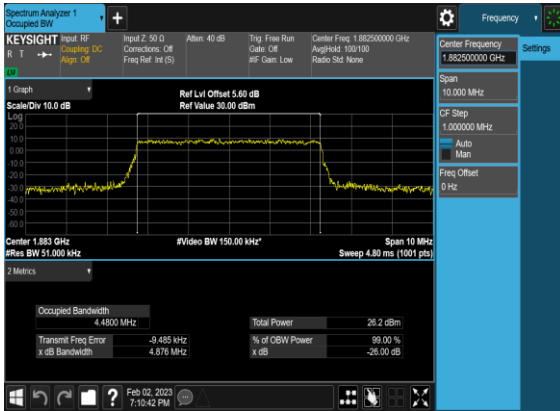 Spectrum Analyzer 1
Occupied BW
Frequency
KEYSIGHT
R T
LV
Input: RF
Coupling: DC
Align: Off
Input Z: 50 Ω
Corrections: Off
Freq Ref: Int (S)
Atten: 40 dB
Trig: Free Run
Gate: Off
#IF Gain: Low
Center Freq: 1.882500000 GHz
Avg|Hold: 100/100
Radio Std: None
Center Frequency
1.882500000 GHz
Settings
Span
10.000 MHz
CF Step
1.000000 MHz
Auto
Man
Freq Offset
0 Hz
1 Graph
Scale/Div 10.0 dB
Ref Lvl Offset 5.60 dB
Ref Value 30.00 dBm
Log
20.0
10.0
0.00
-10.0
-20.0
-30.0
-40.0
-50.0
-60.0
Center 1.883 GHz
#Res BW 51.000 kHz
#Video BW 150.00 kHz*
Span 10 MHz
Sweep 4.80 ms (1001 pts)
2 Metrics
Occupied Bandwidth
4.4800 MHz
Total Power 26.2 dBm
Transmit Freq Error -9.485 kHz
% of OBW Power 99.00 %
x dB Bandwidth 4.876 MHz
x dB -26.00 dB
Feb 02, 2023
7:10:42 PM